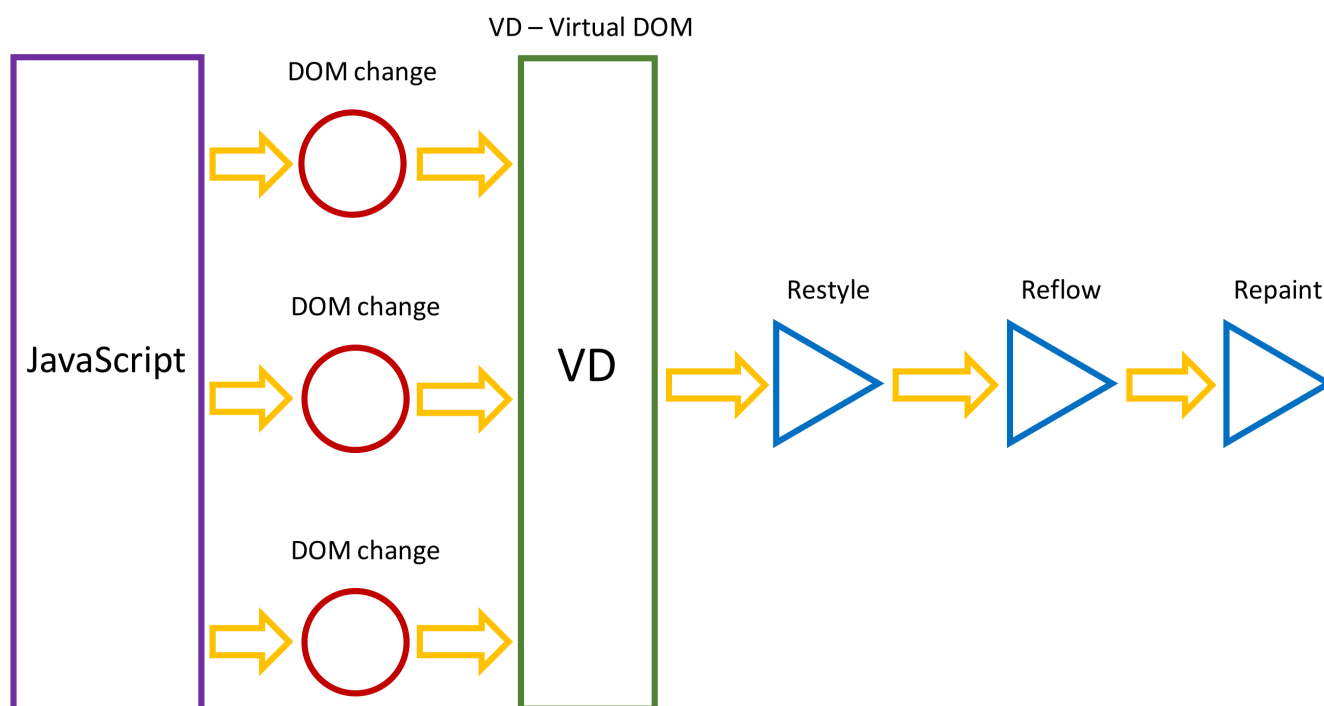 VD – Virtual DOM
DOM change
Restyle
Reflow
Repaint
DOM change
JavaScript
VD
DOM change